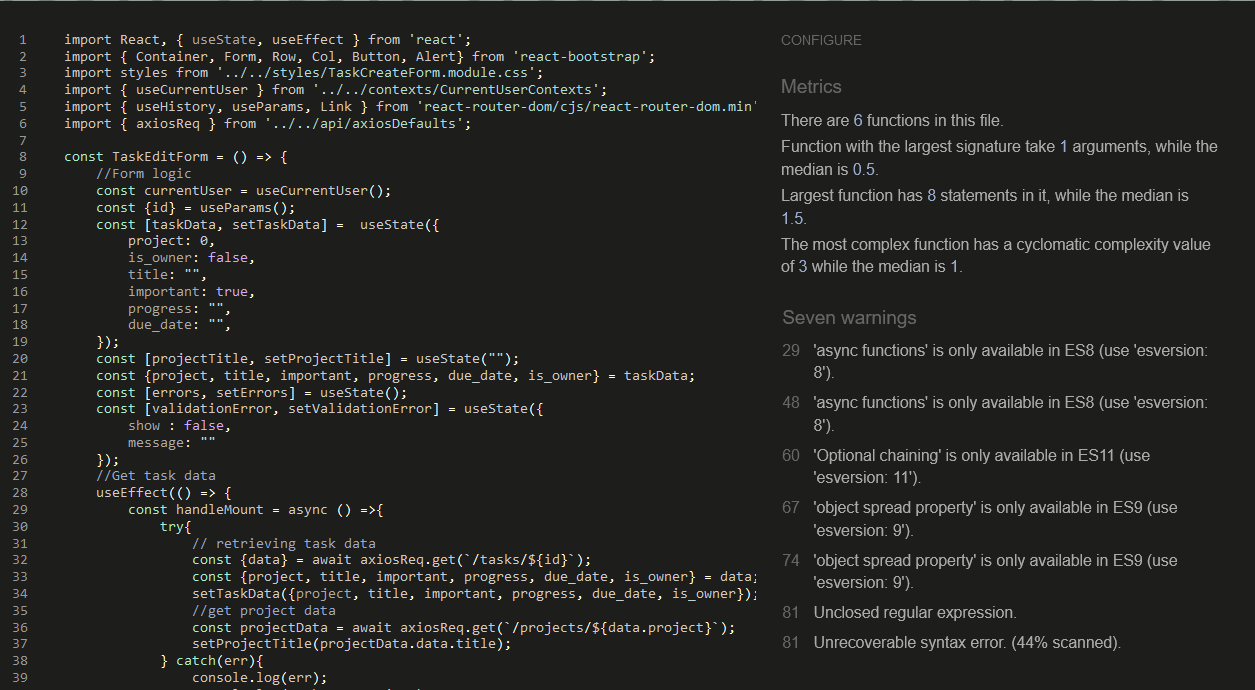 1 import React, { useState, useEffect } from 'react';
2 import { Container, Form, Row, Col, Button, Alert} from 'react-bootstrap';
3 import styles from '../../styles/TaskCreateForm.module.css';
4 import { useCurrentUser } from '../../contexts/CurrentUserContexts';
5 import { useHistory, useParams, Link } from 'react-router-dom/cjs/react-router-dom.min'
6 import { axiosReq } from '../../api/axiosDefaults';
7
8 const TaskEditForm = () => {
9     //Form logic
10     const currentUser = useCurrentUser();
11     const {id} = useParams();
12     const [taskData, setTaskData] =  useState({
13         project: 0,
14         is_owner: false,
15         title: "",
16         important: true,
17         progress: "",
18         due_date: "",
19     });
20     const [projectTitle, setProjectTitle] = useState("");
21     const {project, title, important, progress, due_date, is_owner} = taskData;
22     const [errors, setErrors] = useState();
23     const [validationError, setValidationError] = useState({
24         show : false,
25         message: ""
26     });
27     //Get task data
28     useEffect(() => {
29         const handleMount = async () =>{
30             try{
31                 // retrieving task data
32                 const {data} = await axiosReq.get(`/tasks/${id}`);
33                 const {project, title, important, progress, due_date, is_owner} = data;
34                 setTaskData({project, title, important, progress, due_date, is_owner});
35                 //get project data
36                 const projectData = await axiosReq.get(`/projects/${data.project}`);
37                 setProjectTitle(projectData.data.title);
38             } catch(err){
39                 console.log(err);
CONFIGURE
Metrics
There are 6 functions in this file.
Function with the largest signature take 1 arguments, while the
median is 0.5.
Largest function has 8 statements in it, while the median is
1.5.
The most complex function has a cyclomatic complexity value
of 3 while the median is 1.
Seven warnings
29 'async functions' is only available in ES8 (use 'esversion:
8').
48 'async functions' is only available in ES8 (use 'esversion:
8').
60 'Optional chaining' is only available in ES11 (use
'esversion: 11').
67 'object spread property' is only available in ES9 (use
'esversion: 9').
74 'object spread property' is only available in ES9 (use
'esversion: 9').
81 Unclosed regular expression.
81 Unrecoverable syntax error. (44% scanned).